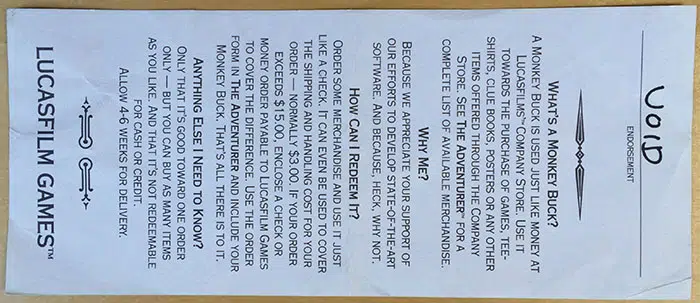 VOID
ENDORSEMENT
WHAT'S A MONKEY BUCK?
A MONKEY BUCK IS USED JUST LIKE MONEY AT
LUCASFILMS™ COMPANY STORE. USE IT
TOWARDS THE PURCHASE OF GAMES, TEE-
SHIRTS, CLUE BOOKS, POSTERS OR ANY OTHER
ITEMS OFFERED THROUGH THE COMPANY
STORE. SEE THE ADVENTURER® FOR A
COMPLETE LIST OF AVAILABLE MERCHANDISE.
WHY ME?
BECAUSE WE APPRECIATE YOUR SUPPORT OF
OUR EFFORTS TO DEVELOP STATE-OF-THE-ART
SOFTWARE. AND BECAUSE, HECK, WHY NOT.
HOW CAN I REDEEM IT?
ORDER SOME MERCHANDISE AND USE IT JUST
LIKE A CHECK. IT CAN EVEN BE USED TO COVER
THE SHIPPING AND HANDLING COST FOR YOUR
ORDER — NORMALLY $3.00. IF YOUR ORDER
EXCEEDS $15.00, ENCLOSE A CHECK OR
MONEY ORDER PAYABLE TO LUCASFILM GAMES
TO COVER THE DIFFERENCE. USE THE ORDER
FORM IN THE ADVENTURER AND INCLUDE YOUR
MONKEY BUCK. THAT'S ALL THERE IS TO IT.
ANYTHING ELSE I NEED TO KNOW?
ONLY THAT IT'S GOOD TOWARD ONE ORDER
ONLY — BUT YOU CAN BUY AS MANY ITEMS
AS YOU LIKE. AND THAT IT'S NOT REDEEMABLE
FOR CASH OR CREDIT.
ALLOW 4-6 WEEKS FOR DELIVERY.
LUCASFILM GAMES™